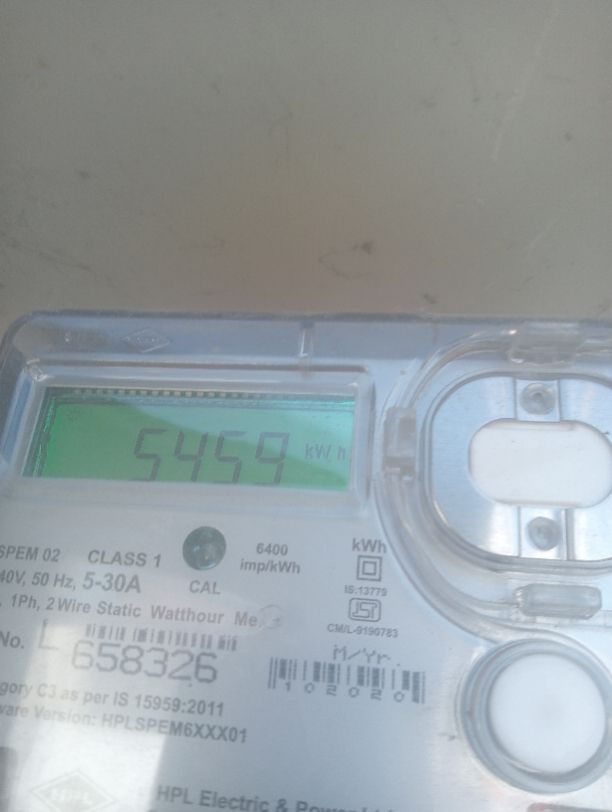 5459 kWh
SPEM 02 CLASS 1 6400 imp/kWh kWh
40V, 50 Hz, 5-30A CAL
IS:13779
1Ph, 2Wire Static Watthour
CM/L-9190783
No. L 658326
M/Yr.
102020
gory C3 as per IS 15959:2011
ware Version: HPLSPEM6XXX01
HPL
HPL Electric & Power